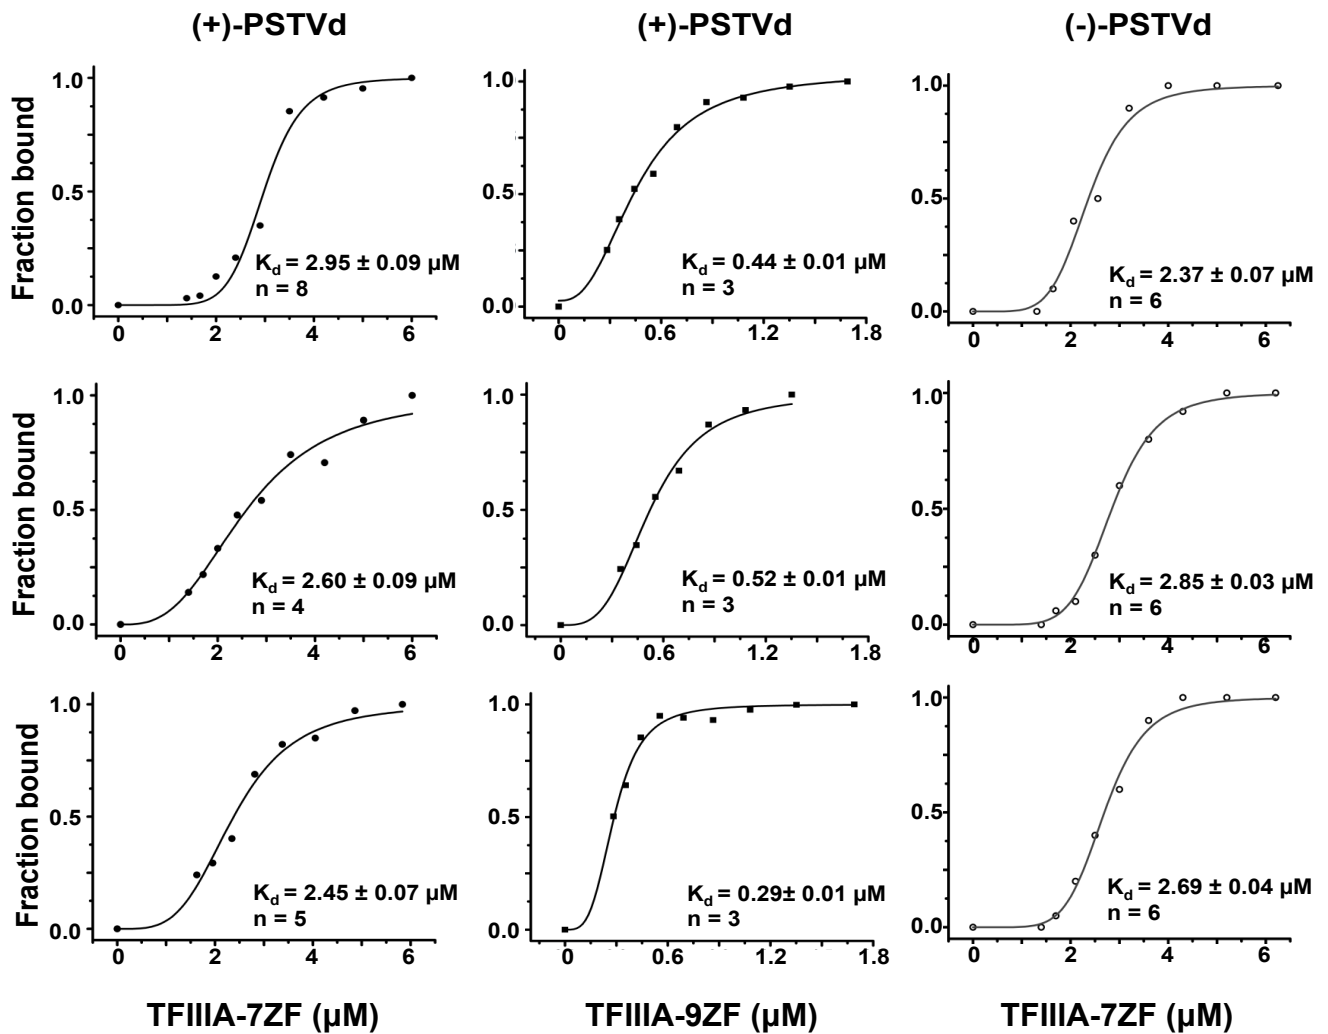 (+)-PSTVd
(+)-PSTVd
(-)-PSTVd
Fraction bound
1.0
0.5
0.0
Kd = 2.95 ± 0.09 µM
n = 8
0 2 4 6
1.0
0.5
0.0
Kd = 0.44 ± 0.01 µM
n = 3
0 0.6 1.2 1.8
1.0
0.5
0.0
Kd = 2.37 ± 0.07 µM
n = 6
0 2 4 6
Fraction bound
1.0
0.5
0.0
Kd = 2.60 ± 0.09 µM
n = 4
0 2 4 6
1.0
0.5
0.0
Kd = 0.52 ± 0.01 µM
n = 3
0 0.6 1.2 1.8
1.0
0.5
0.0
Kd = 2.85 ± 0.03 µM
n = 6
0 2 4 6
Fraction bound
1.0
0.5
0.0
Kd = 2.45 ± 0.07 µM
n = 5
0 2 4 6
1.0
0.5
0.0
Kd = 0.29± 0.01 µM
n = 3
0 0.6 1.2 1.8
1.0
0.5
0.0
Kd = 2.69 ± 0.04 µM
n = 6
0 2 4 6
TFIIIA-7ZF (µM)
TFIIIA-9ZF (µM)
TFIIIA-7ZF (µM)